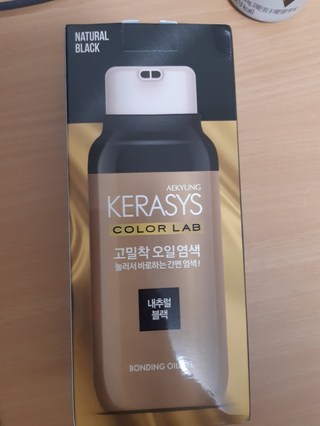 NATURAL
BLACK
AEKYUNG
KERASYS
COLOR LAB
고밀착 오일 염색
눌러서 바로하는 간편 염색!
내추럴
블랙
BONDING OIL